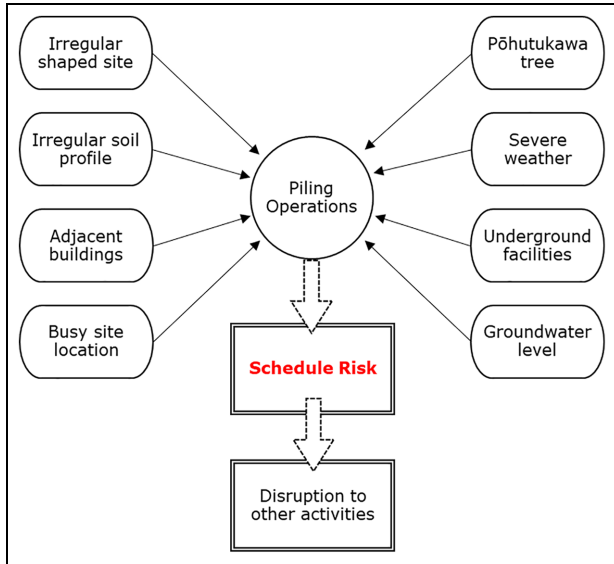 Irregular
shaped site
Irregular soil
profile
Adjacent
buildings
Busy site
location
Piling
Operations
Pōhutukawa
tree
Severe
weather
Underground
facilities
Groundwater
level
Schedule Risk
Disruption to
other activities